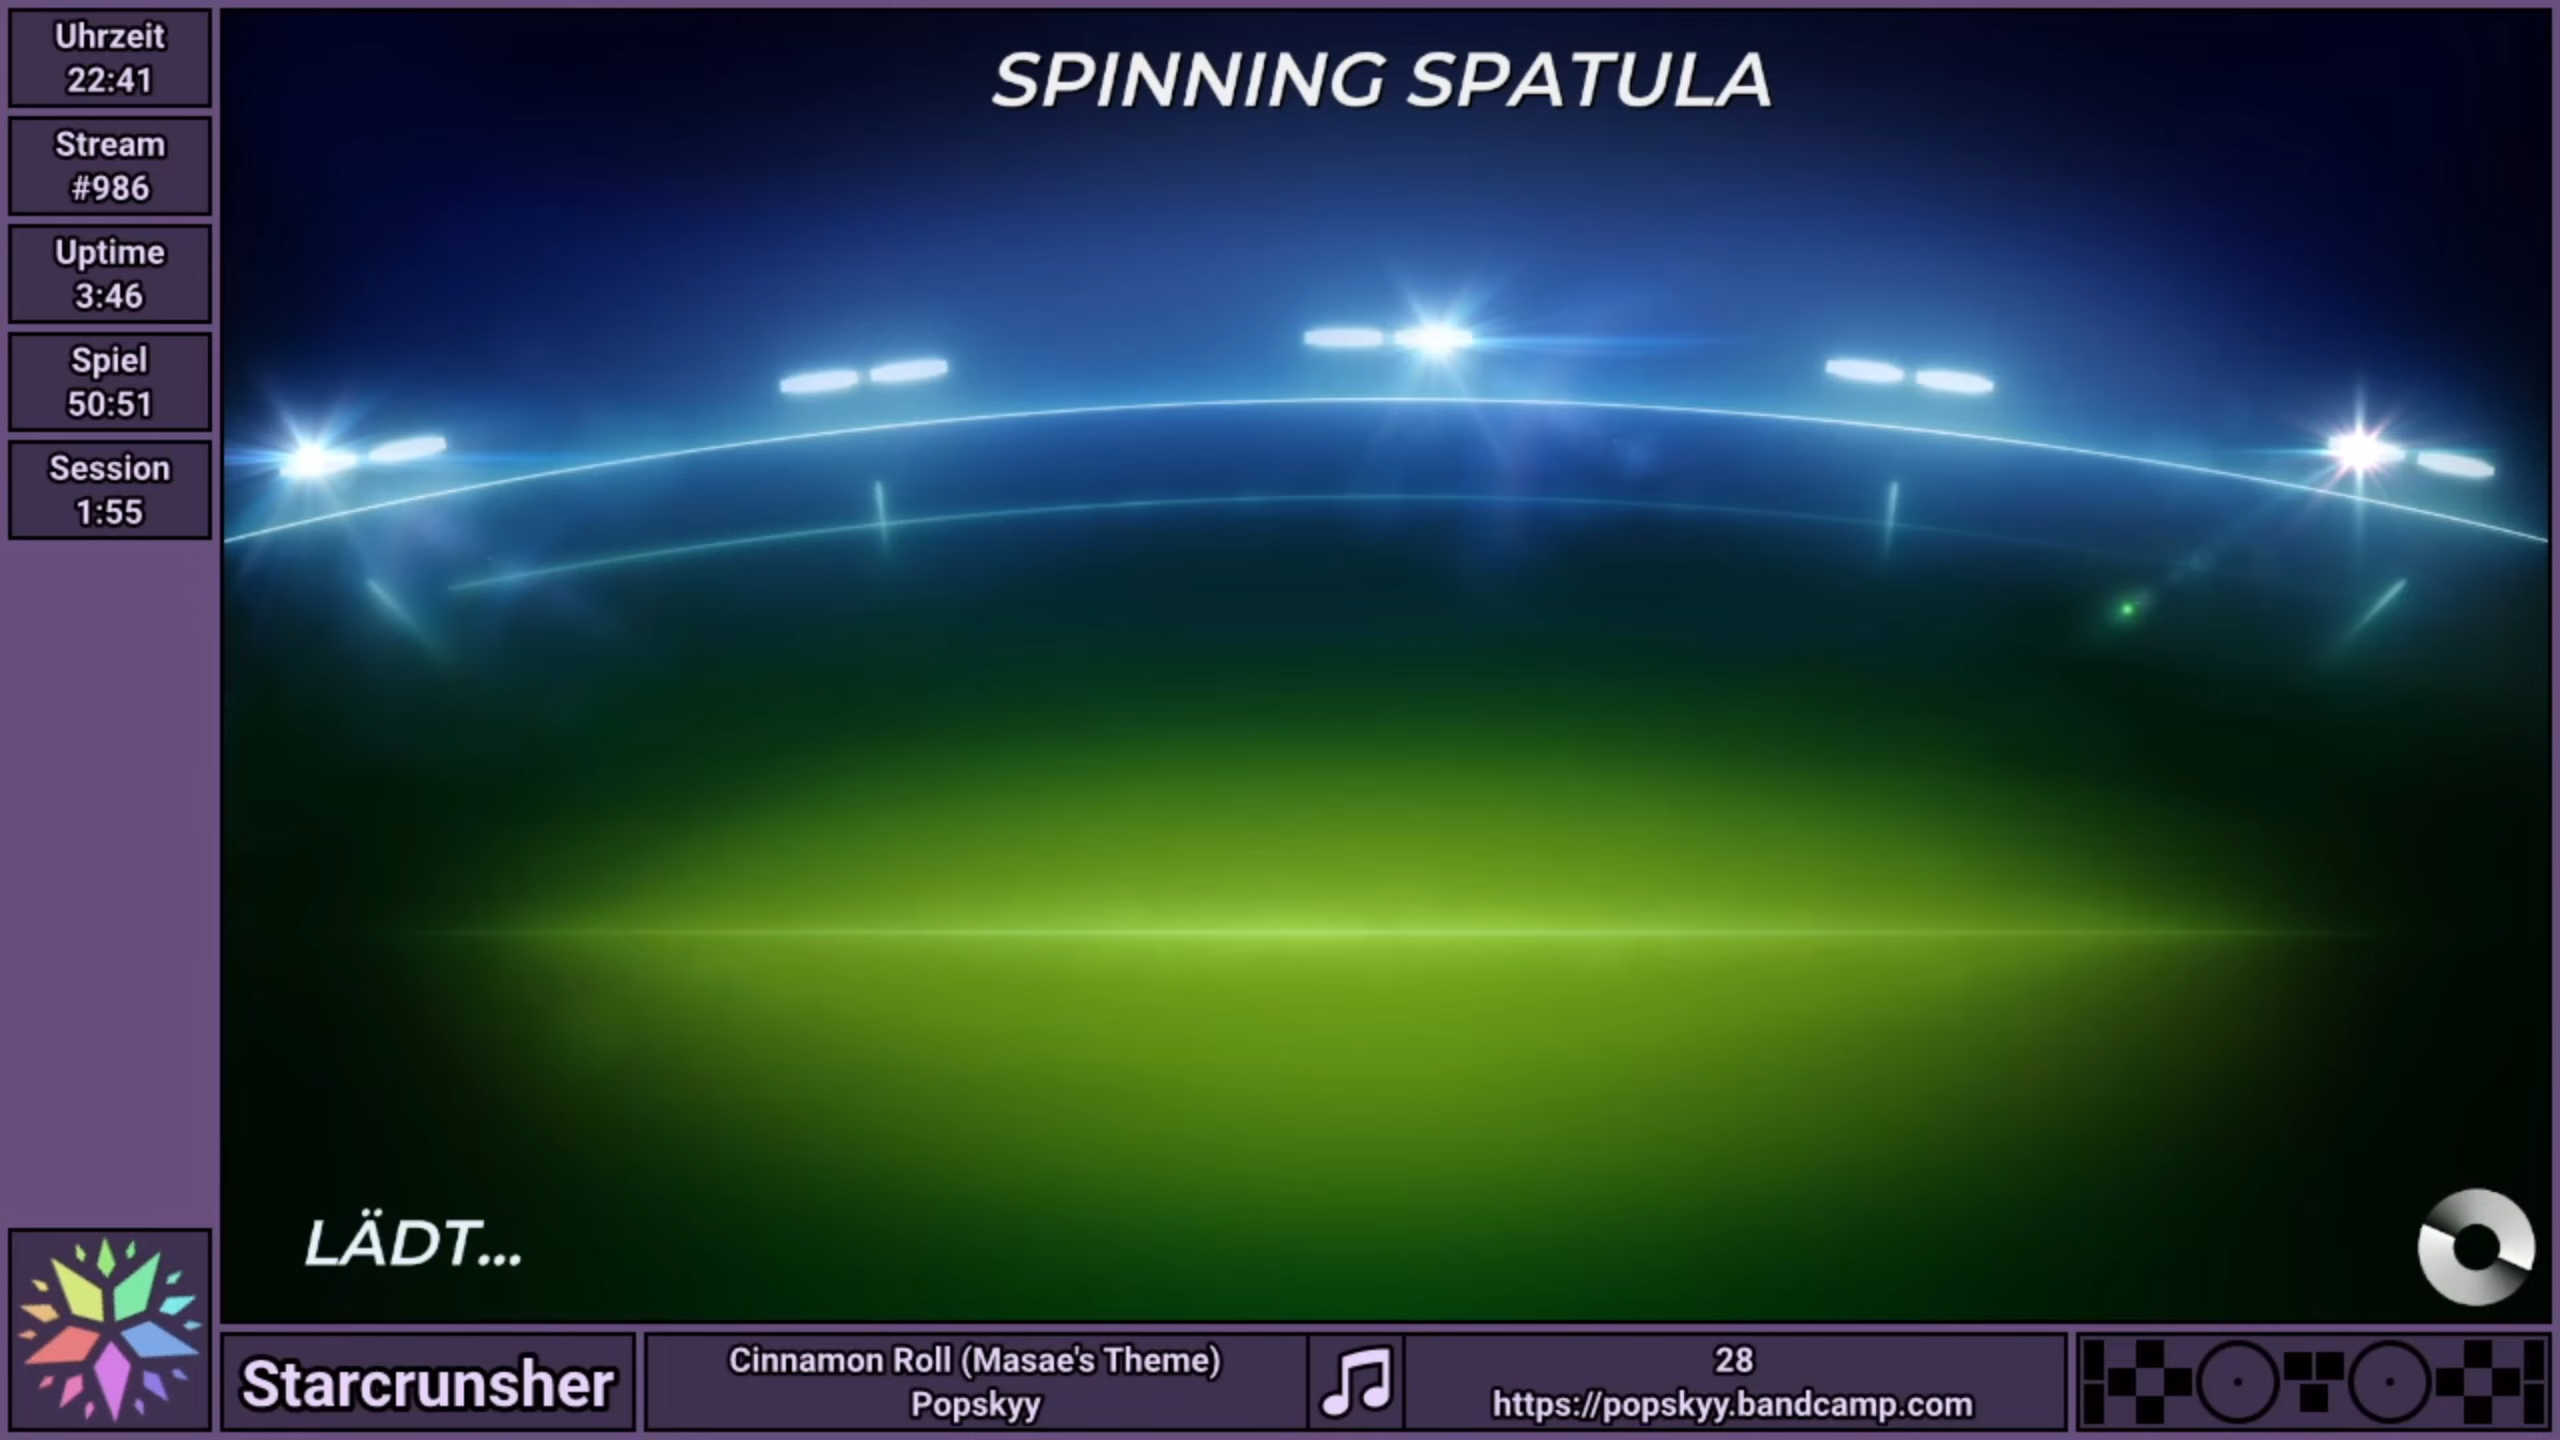 Uhrzeit
22:41
Stream
#986
Uptime
3:46
Spiel
50:51
Session
1:55
SPINNING SPATULA
LÄDT...
Starcrunsher
Cinnamon Roll (Masae's Theme)
Popskyy
28
https://popskyy.bandcamp.com